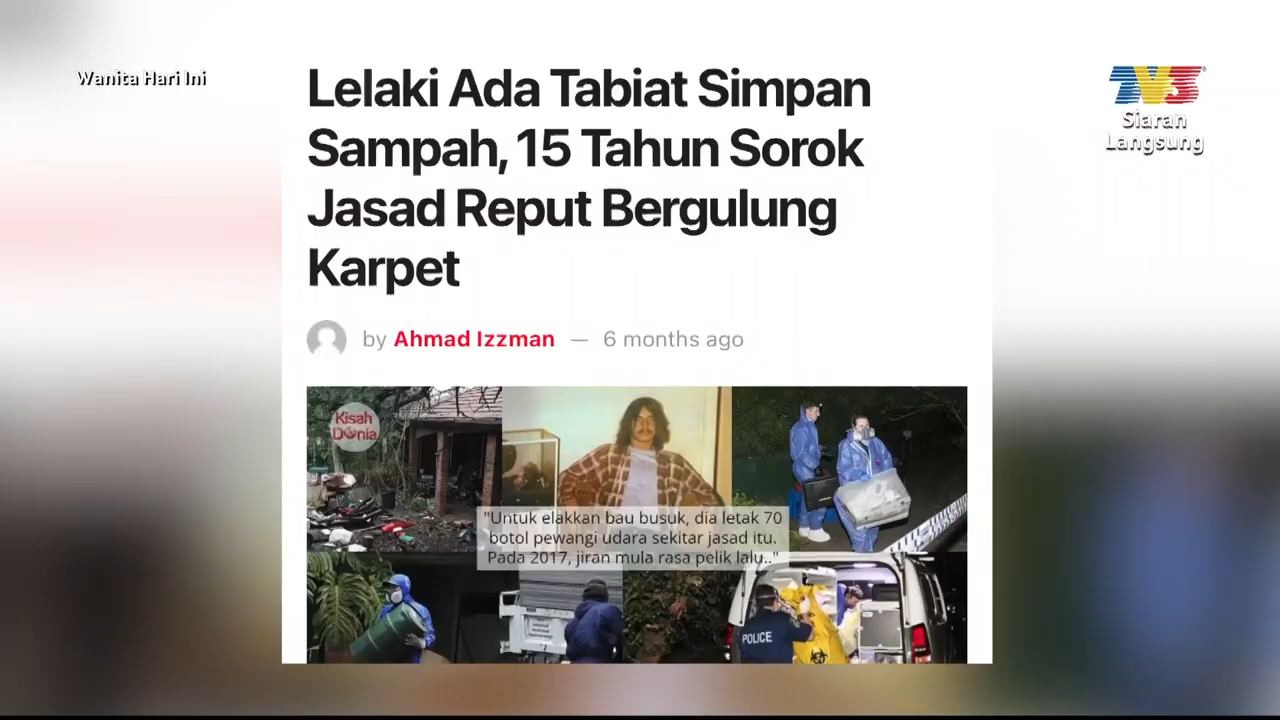 Wanita Hari Ini
TV3
Siaran
Langsung
Lelaki Ada Tabiat Simpan
Sampah, 15 Tahun Sorok
Jasad Reput Bergulung
Karpet
by Ahmad Izzman — 6 months ago
Kisah
Dunia
"Untuk elakkan bau busuk, dia letak 70
botol pewangi udara sekitar jasad itu.
Pada 2017, jiran mula rasa pelik lalu.."
POLICE